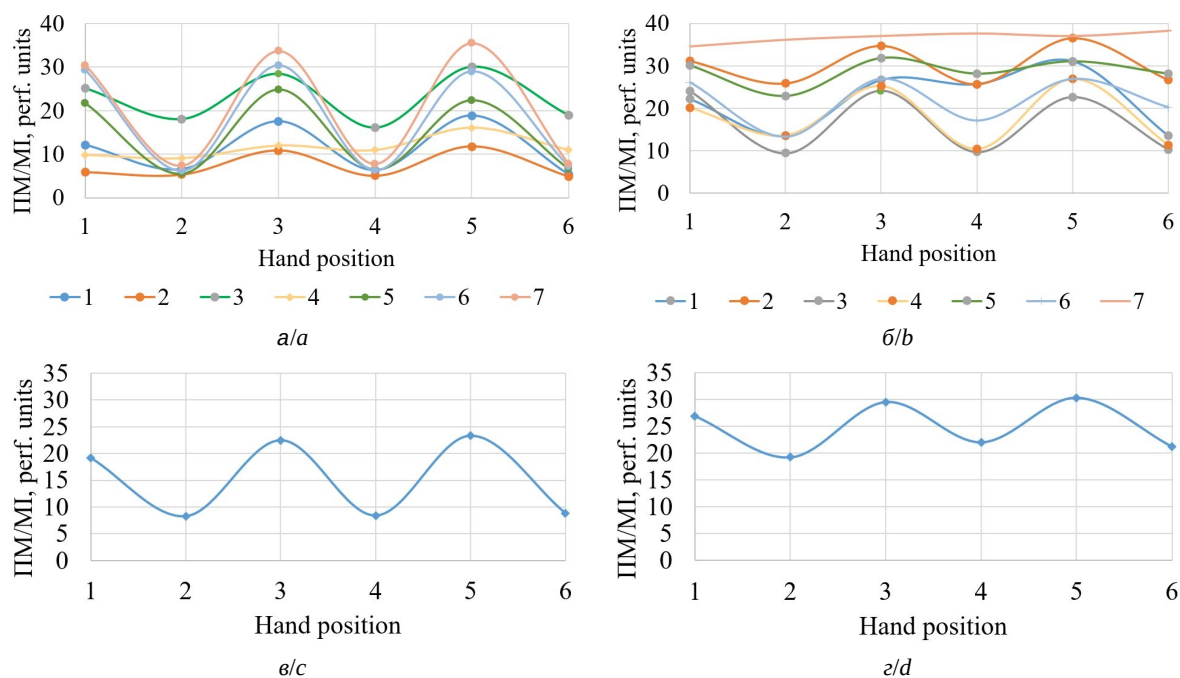 40
30
20
10
0
ПМ/MI, perf. units
1 2 3 4 5 6
Hand position
1 2 3 4 5 6 7
а/a
40
30
20
10
0
ПМ/MI, perf. units
1 2 3 4 5 6
Hand position
1 2 3 4 5 6 7
б/b
35
30
25
20
15
10
5
0
ПМ/MI, perf. units
1 2 3 4 5 6
Hand position
в/c
35
30
25
20
15
10
5
0
ПМ/MI, perf. units
1 2 3 4 5 6
Hand position
г/d